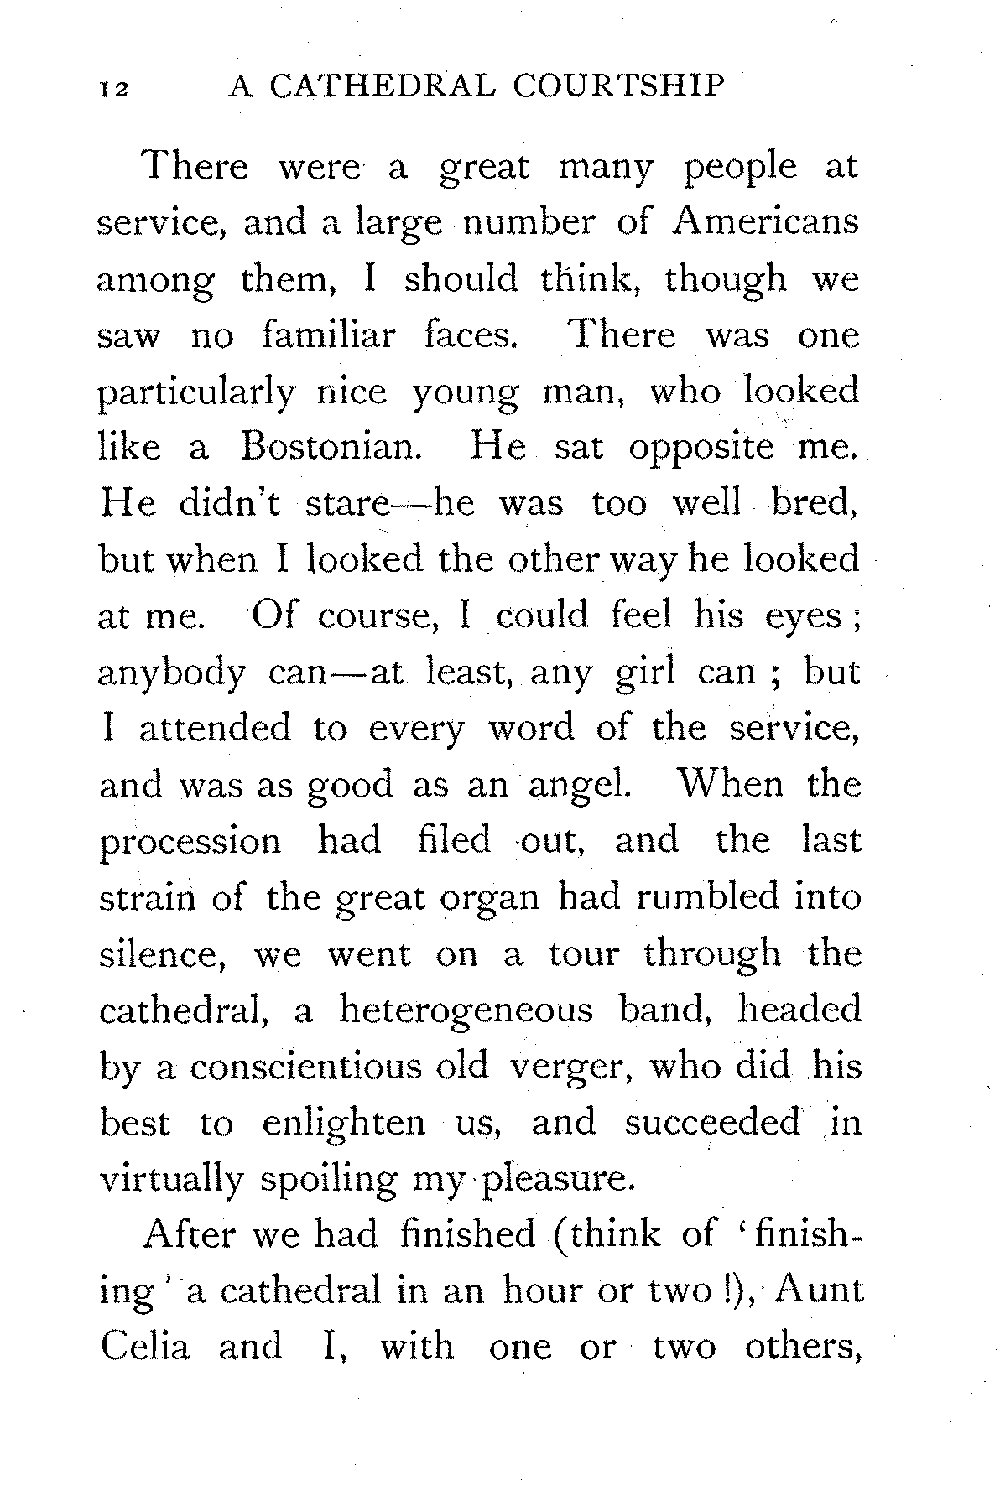 12 A CATHEDRAL COURTSHIP
There were a great many people at
service, and a large number of Americans
among them, I should think, though we
saw no familiar faces. There was one
particularly nice young man, who looked
like a Bostonian. He sat opposite me.
He didn't stare—he was too well bred,
but when I looked the other way he looked
at me. Of course, I could feel his eyes ;
anybody can—at least, any girl can ; but
I attended to every word of the service,
and was as good as an angel. When the
procession had filed out, and the last
strain of the great organ had rumbled into
silence, we went on a tour through the
cathedral, a heterogeneous band, headed
by a conscientious old verger, who did his
best to enlighten us, and succeeded in
virtually spoiling my pleasure.
After we had finished (think of ‘finish-
ing’ a cathedral in an hour or two !), Aunt
Celia and I, with one or two others,